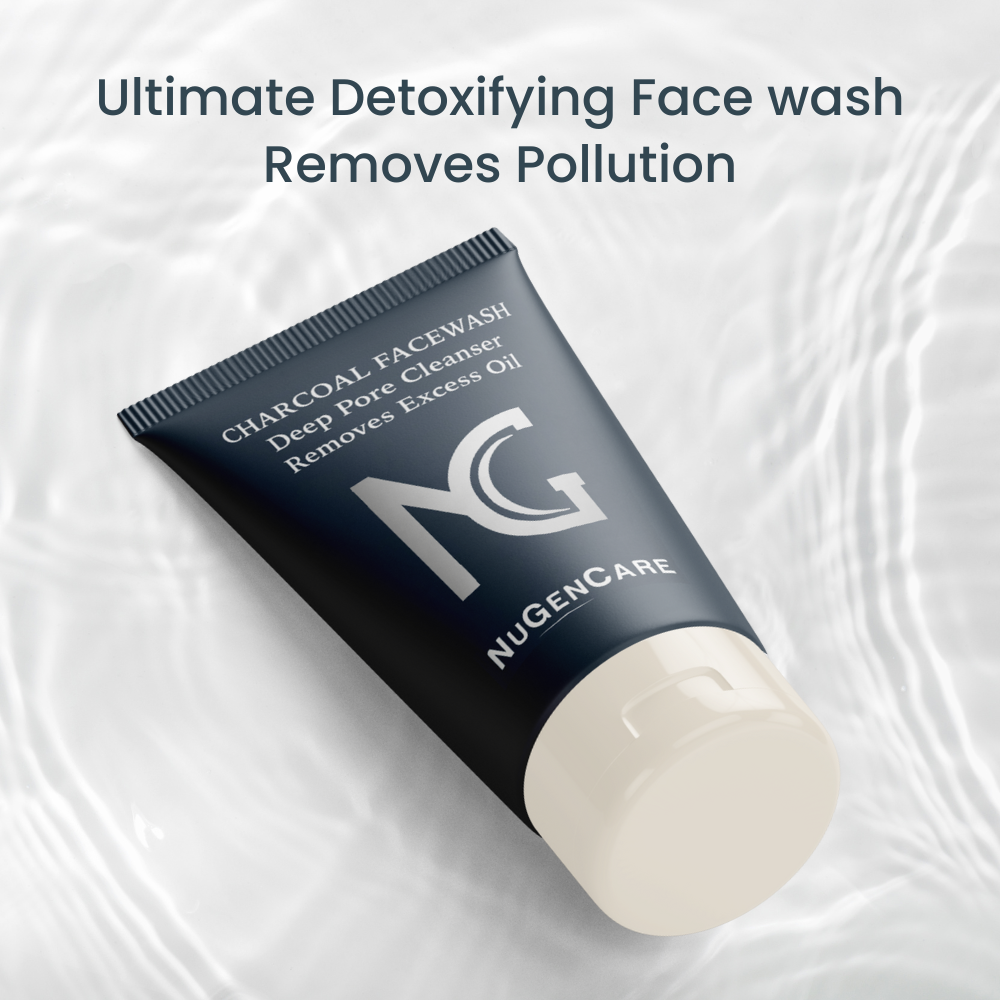 Ultimate Detoxifying Face wash
Removes Pollution
CHARCOAL FACEWASH
Deep Pore Cleanser
Removes Excess Oil
NG
NUGENCARE